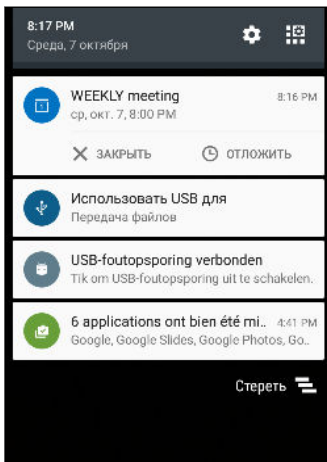 8:17 PM
Среда, 7 октября
WEEKLY meeting 8:16 PM
ср, окт. 7, 8:00 PM
ЗАКРЫТЬ ОТЛОЖИТЬ
Использовать USB для
Передача файлов
USB-foutopsporing verbonden
Tik om USB-foutopsporing uit te schakelen.
6 applications ont bien été mi.. 4:41 PM
Google, Google Slides, Google Photos, Go..
Стереть